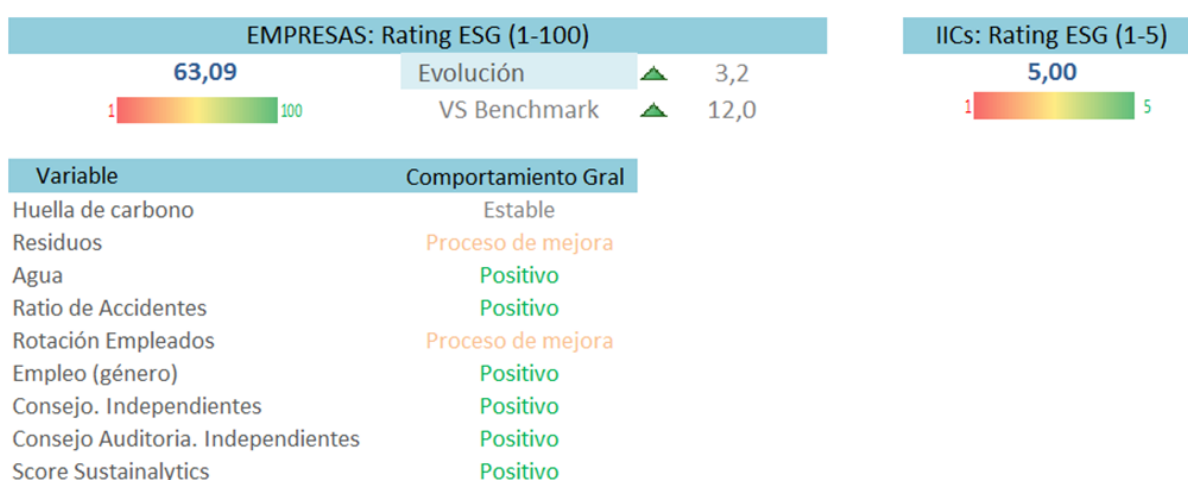 EMPRESAS: Rating ESG (1-100)
IICs: Rating ESG (1-5)
63,09
Evolución 3,2
5,00
1 100
VS Benchmark 12,0
1 5
Variable Comportamiento Gral
Huella de carbono Estable
Residuos Proceso de mejora
Agua Positivo
Ratio de Accidentes Positivo
Rotación Empleados Proceso de mejora
Empleo (género) Positivo
Consejo. Independientes Positivo
Consejo Auditoria. Independientes Positivo
Score Sustainalytics Positivo